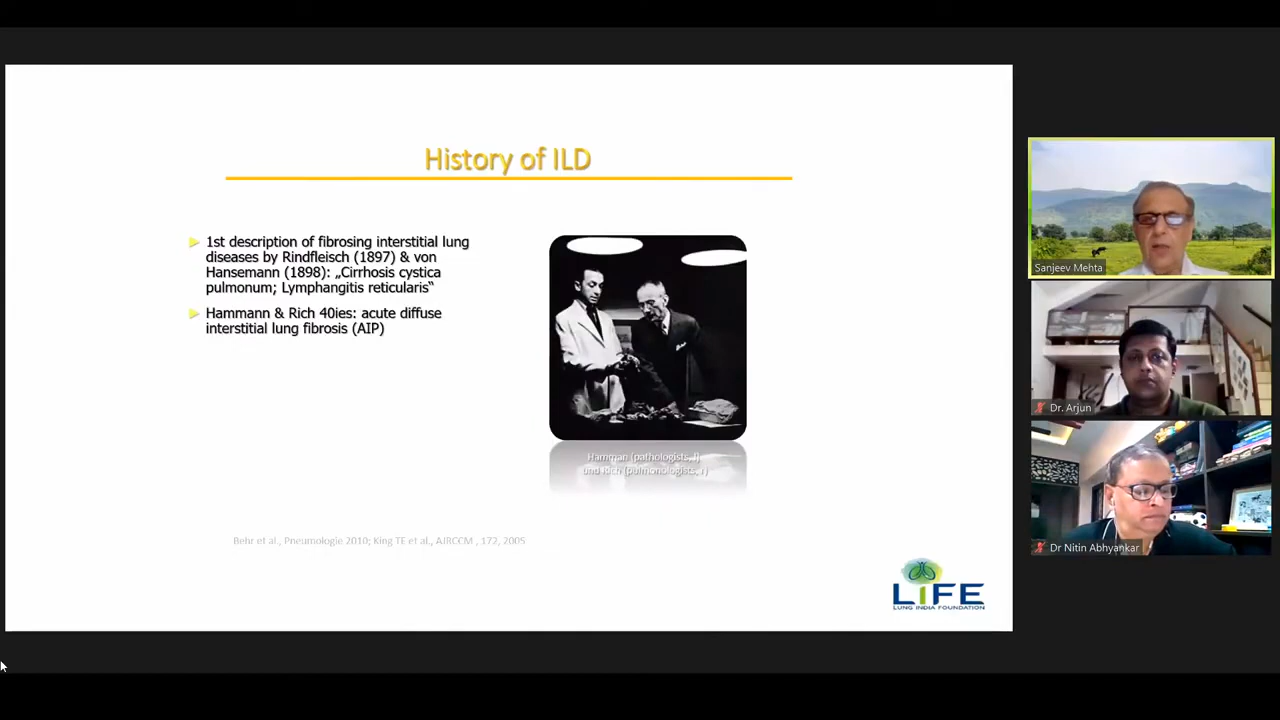 History of ILD
1st description of fibrosing interstitial lung
diseases by Rindfleisch (1897) & von
Hansemann (1898): „Cirrhosis cystica
pulmonum; Lymphangitis reticularis“
Hammann & Rich 40ies: acute diffuse
interstitial lung fibrosis (AIP)
Hamman (pathologists, l)
und Rich (pulmonologists, r)
Behr et al., Pneumologie 2010; King TE et al., AJRCCM , 172, 2005
LiFE
LUNG INDIA FOUNDATION
Sanjeev Mehta
Dr. Arjun
Dr Nitin Abhyankar